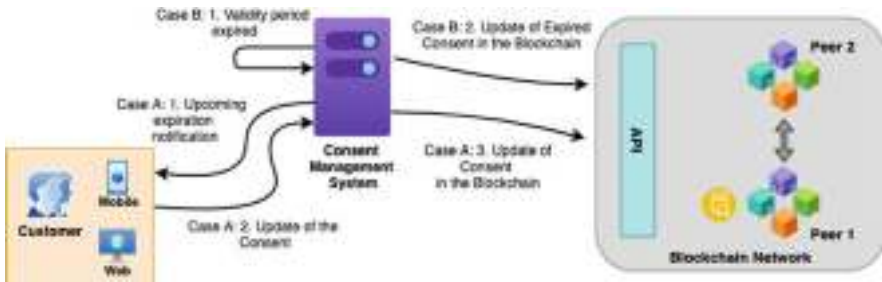 Case B: 1. Validity period
expired
Case B: 2. Update of Expired
Consent in the Blockchain
Peer 2
Case A: 1. Upcoming
expiration
notification
API
Consent
Management
System
Case A: 3. Update of
Consent
in the Blockchain
Mobile
Customer
Case A: 2. Update of the
Consent
Web
Peer 1
Blockchain Network